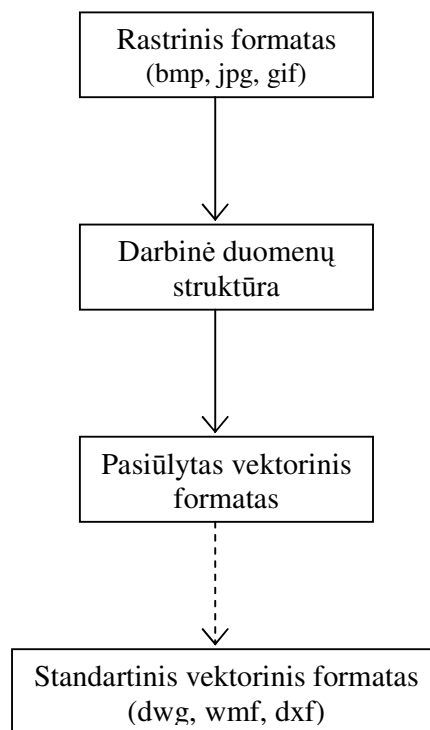 Rastrinis formatas
(bmp, jpg, gif)
Darbinė duomenų
struktūra
Pasiūlytas vektorinis
formatas
Standartinis vektorinis formatas
(dwg, wmf, dxf)